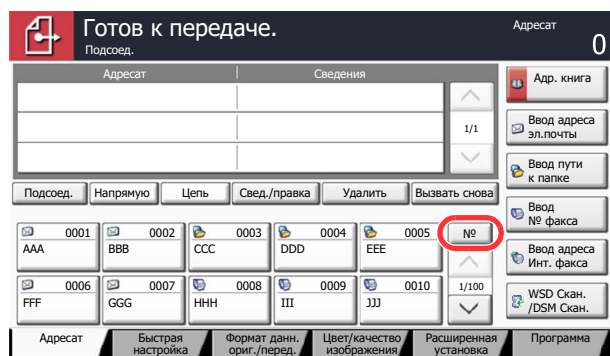 Готов к передаче.
Подсоед.
Адресат
0
Адресат Сведения
1/1
Подсоед. Напрямую Цепь Свед./правка Удалить Вызвать снова
0001 0002 0003 0004 0005 №
AAA BBB CCC DDD EEE
0006 0007 0008 0009 0010 1/100
FFF GGG HHH III JJJ
Адр. книга
Ввод адреса
эл.почты
Ввод пути
к папке
Ввод
№ факса
Ввод адреса
Инт. факса
WSD Скан.
/DSM Скан.
Адресат
Быстрая
настройка
Формат данн.
ориг./перед.
Цвет/качество
изображения
Расширенная
установка
Программа